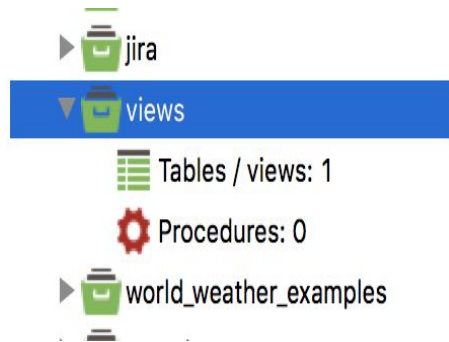 jira
views
Tables / views: 1
Procedures: 0
world_weather_examples